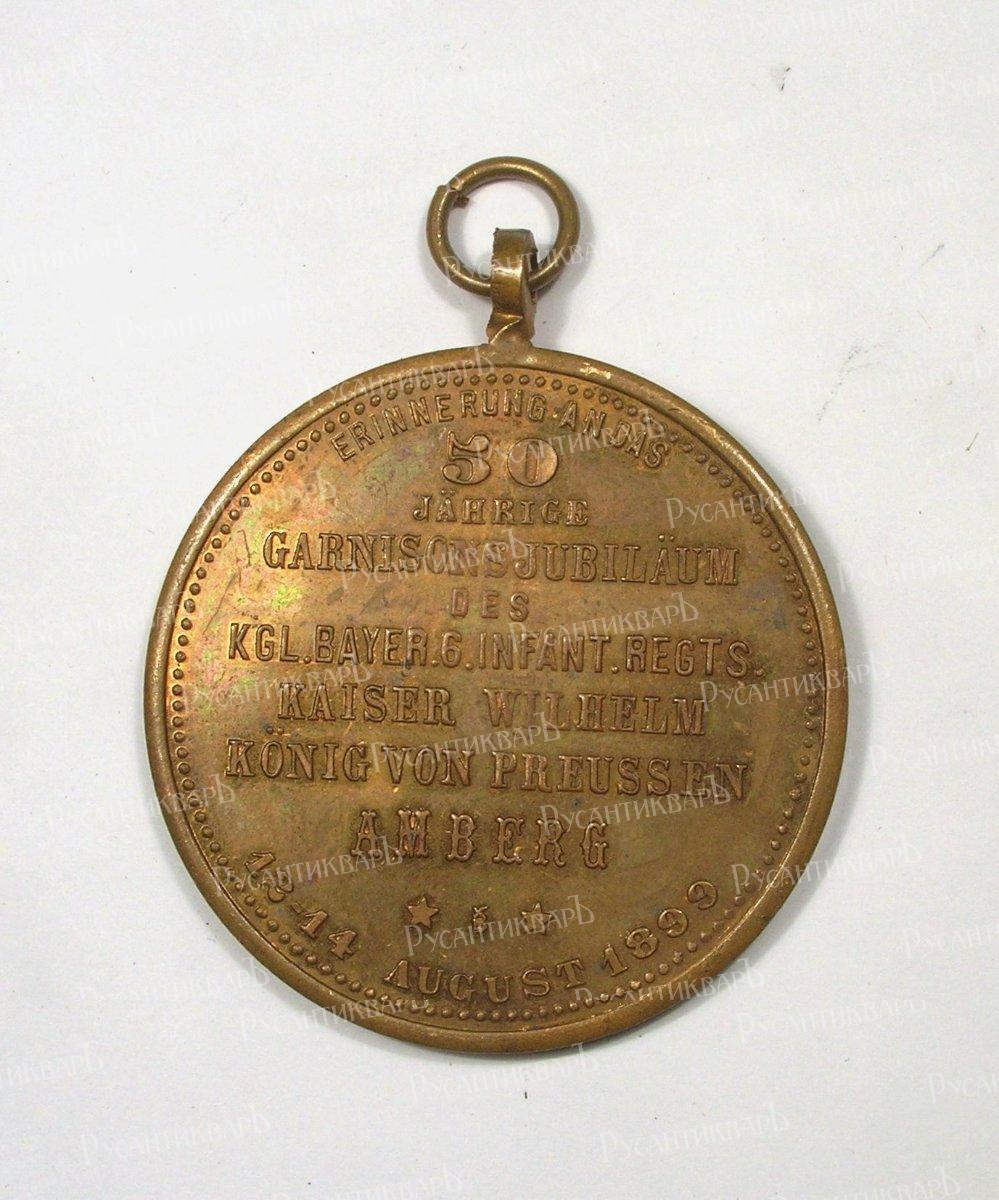 ERINNERUNG·AN DAS
50
JÄHRIGE
GARNISONSJUBILÄUM
DES
KGL.BAYER.6.INFANT.REGTS.
KAISER WILHELM
KÖNIG VON PREUSSEN
AMBERG
13-14 AUGUST 1899
РусАнтикваръ